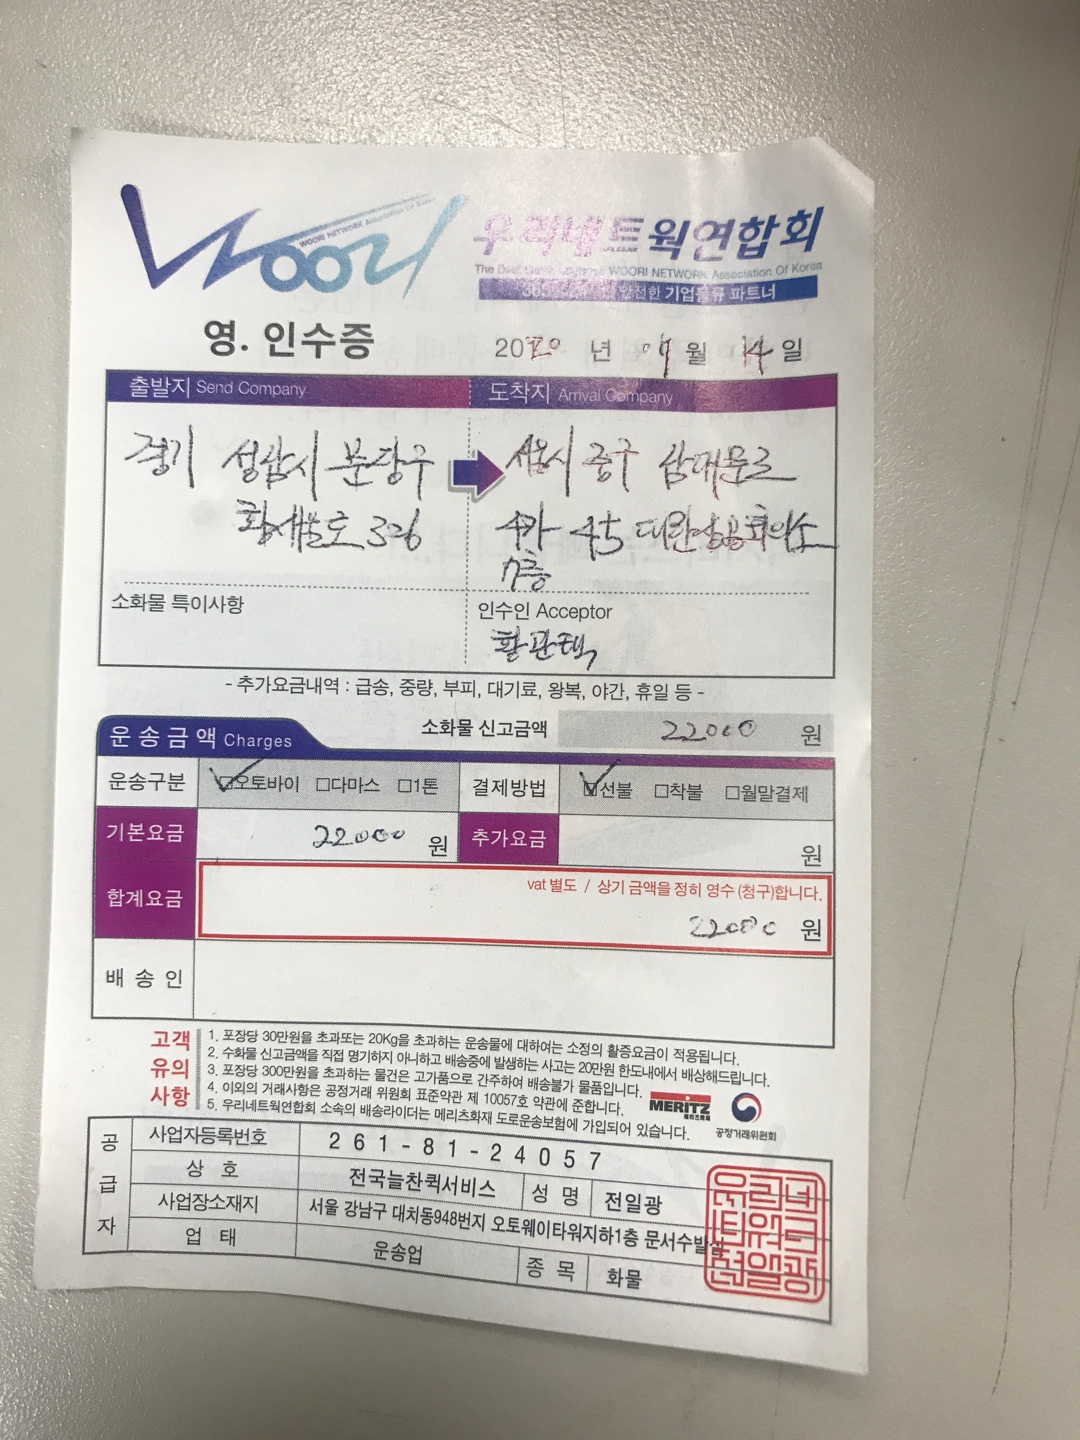 WOORI
WOORI NETWORK Association Of Korea
우리네트웍연합회
WOORI NETWORK Association Of Korea
안전한 기업물류 파트너
영. 인수증
2020 년 09 월 14 일
출발지 Send Company
도착지 Arrival Company
경기 성남시 분당구
황새울로 326
서울시 중구 남대문로
4가 45 대한상공회의소
7층
소화물 특이사항
인수인 Acceptor
황관택
- 추가요금내역 : 급송, 중량, 부피, 대기료, 왕복, 야간, 휴일 등 -
운송금액 Charges
소화물 신고금액 22000 원
운송구분 ☑오토바이 □다마스 □1톤 결제방법 ☑선불 □착불 □월말결제
기본요금 22000 원 추가요금 원
합계요금 vat 별도 / 상기 금액을 정히 영수 (청구)합니다.
22000 원
배 송 인
고객
유의
사항
1. 포장당 30만원을 초과또는 20Kg을 초과하는 운송물에 대하여는 소정의 활증요금이 적용됩니다.
2. 수화물 신고금액을 직접 명기하지 아니하고 배송중에 발생하는 사고는 20만원 한도내에서 배상해드립니다.
3. 포장당 300만원을 초과하는 물건은 고가품으로 간주하여 배송불가 물품입니다.
4. 이외의 거래사항은 공정거래 위원회 표준약관 제 10057호 약관에 준합니다.
5. 우리네트웍연합회 소속의 배송라이더는 메리츠화재 도로운송보험에 가입되어 있습니다.
MERITZ
메리츠화재
공정거래위원회
공급자
사업자등록번호 261-81-24057
상 호 전국늘찬퀵서비스 성 명 전일광
사업장소재지 서울 강남구 대치동948번지 오토웨이타워지하1층 문서수발실
업 태 운송업 종 목 화물